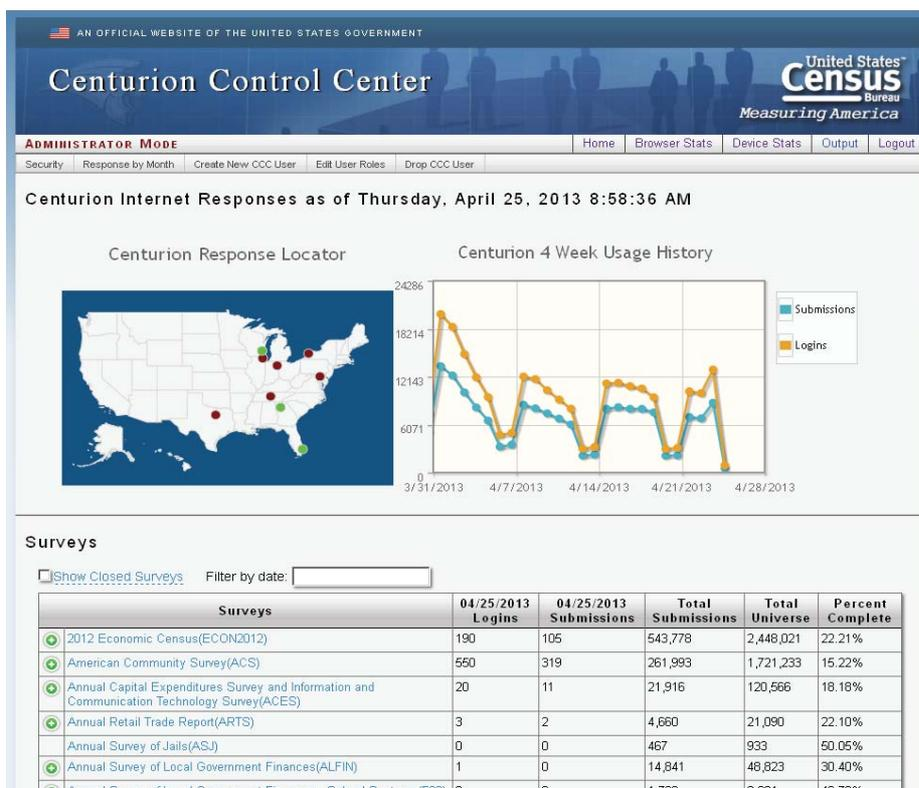 AN OFFICIAL WEBSITE OF THE UNITED STATES GOVERNMENT
Centurion Control Center
United States™
Census
Bureau
Measuring America
ADMINISTRATOR MODE
Home Browser Stats Device Stats Output Logout
Security Response by Month Create New CCC User Edit User Roles Drop CCC User
Centurion Internet Responses as of Thursday, April 25, 2013 8:58:36 AM
Centurion Response Locator
Centurion 4 Week Usage History
24286
18214
12143
6071
0
3/31/2013 4/7/2013 4/14/2013 4/21/2013 4/28/2013
Submissions
Logins
Surveys
Show Closed Surveys Filter by date:
Surveys
04/25/2013
Logins
04/25/2013
Submissions
Total
Submissions
Total
Universe
Percent
Complete
2012 Economic Census(ECON2012) 190 105 543,778 2,448,021 22.21%
American Community Survey(ACS) 550 319 261,993 1,721,233 15.22%
Annual Capital Expenditures Survey and Information and
Communication Technology Survey(ACES) 20 11 21,916 120,566 18.18%
Annual Retail Trade Report(ARTS) 3 2 4,660 21,090 22.10%
Annual Survey of Jails(ASJ) 0 0 467 933 50.05%
Annual Survey of Local Government Finances(ALFIN) 1 0 14,841 48,823 30.40%